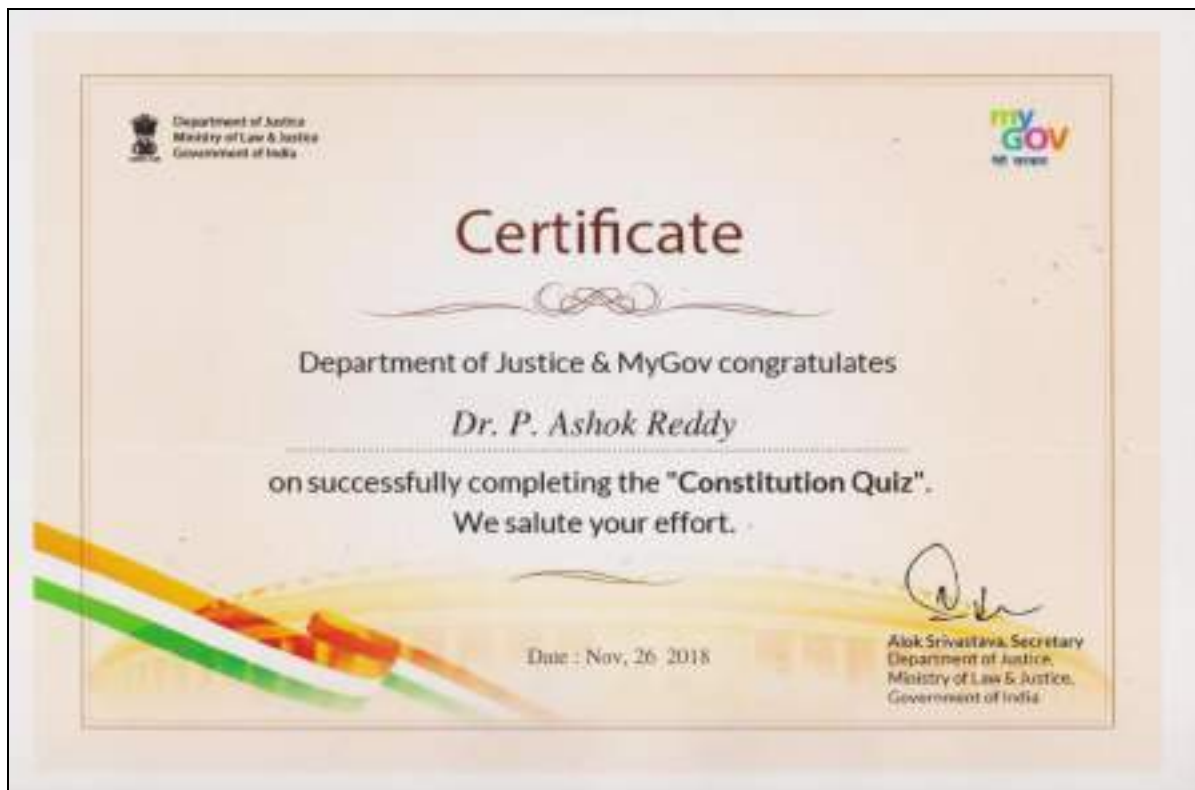 Department of Justice
Ministry of Law & Justice
Government of India
my
GOV
मेरी सरकार
Certificate
Department of Justice & MyGov congratulates
Dr. P. Ashok Reddy
on successfully completing the "Constitution Quiz".
We salute your effort.
Date : Nov, 26 2018
Alok Srivastava, Secretary
Department of Justice,
Ministry of Law & Justice,
Government of India